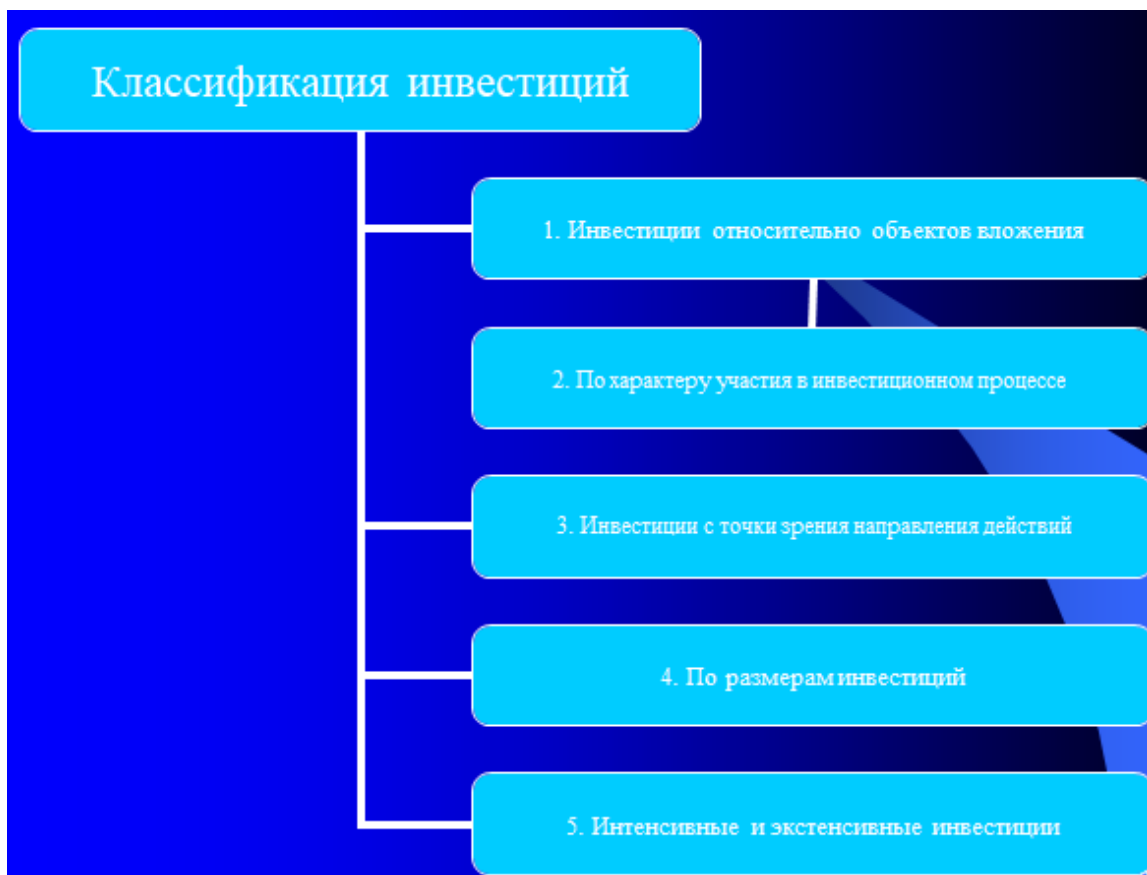 Классификация инвестиций
1. Инвестиции относительно объектов вложения
2. По характеру участия в инвестиционном процессе
3. Инвестиции с точки зрения направления действий
4. По размерам инвестиций
5. Интенсивные и экстенсивные инвестиции